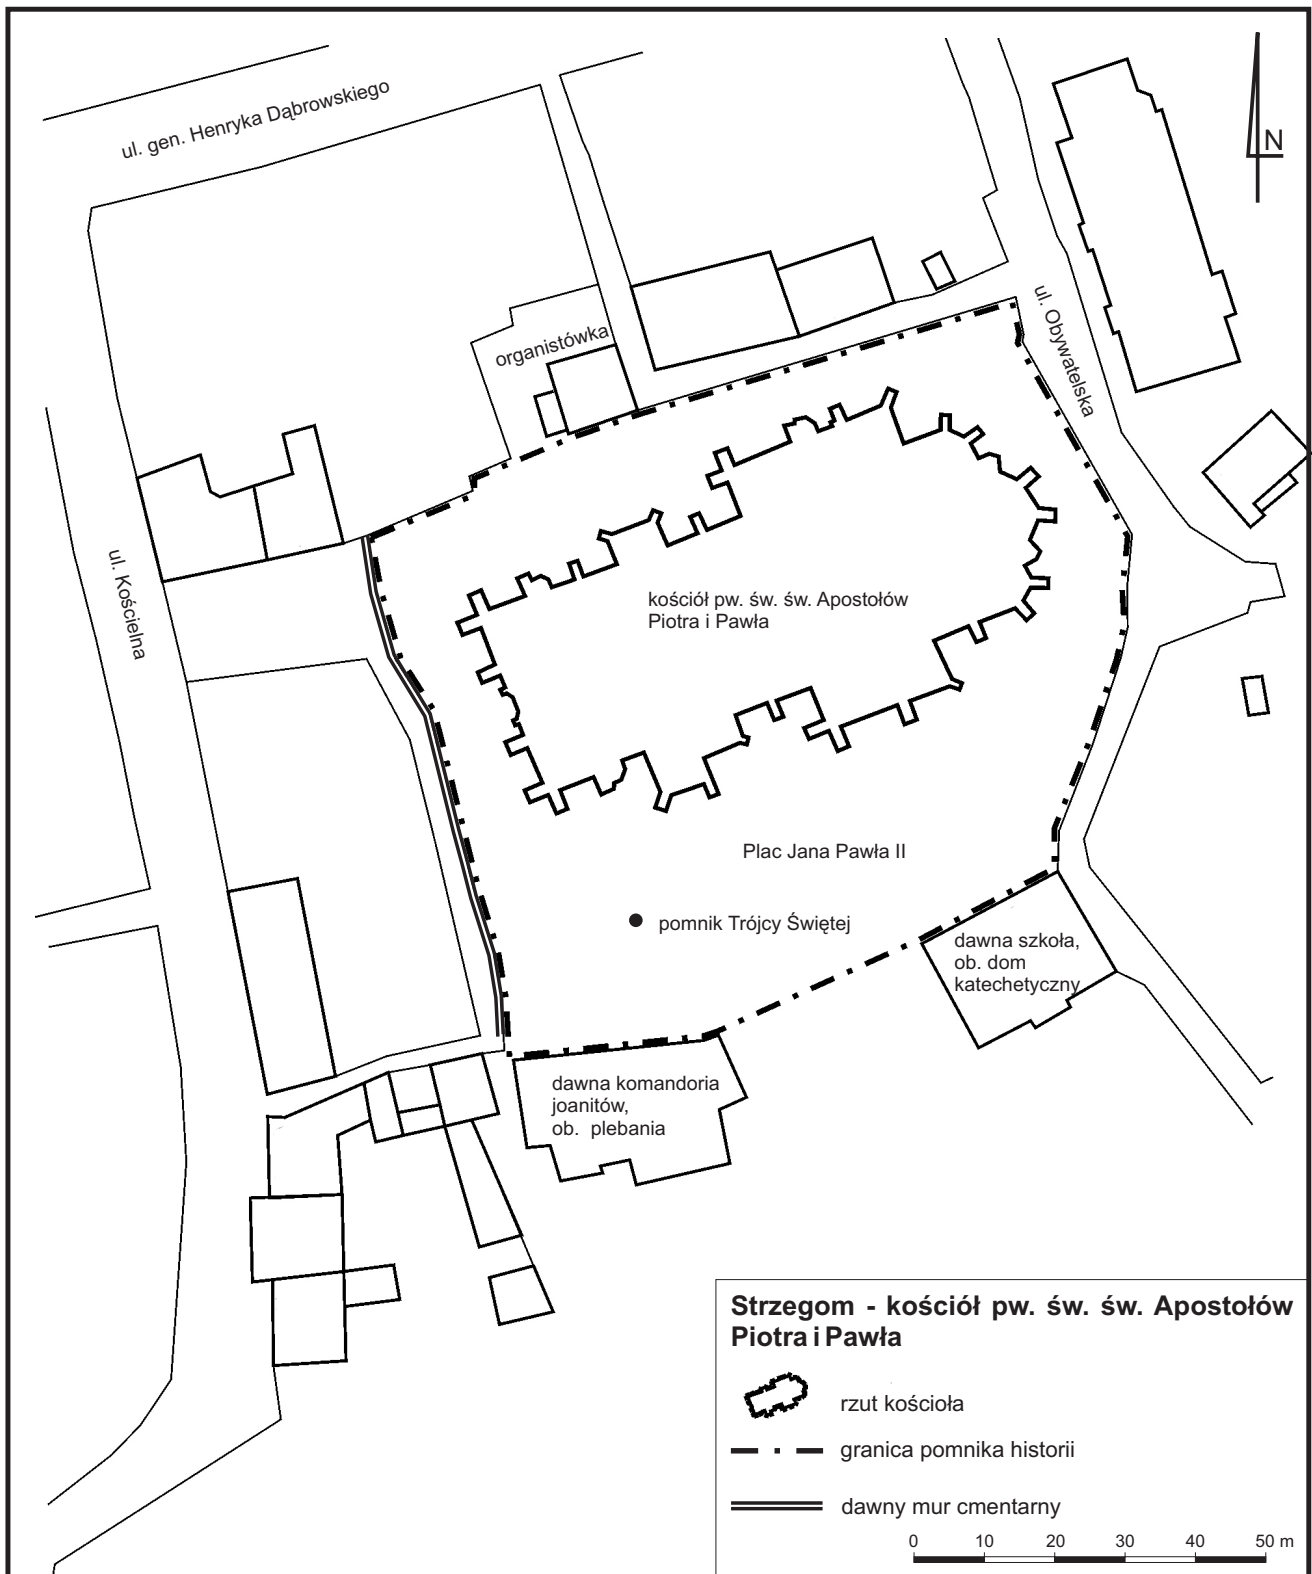 ul. gen. Henryka Dąbrowskiego
N
ul. Obywatelska
organistówka
ul. Kościelna
kościół pw. św. św. Apostołów
Piotra i Pawła
Plac Jana Pawła II
pomnik Trójcy Świętej
dawna szkoła,
ob. dom
katechetyczny
dawna komandoria
joanitów,
ob. plebania
Strzegom - kościół pw. św. św. Apostołów
Piotra i Pawła
rzut kościoła
granica pomnika historii
dawny mur cmentarny
0 10 20 30 40 50 m